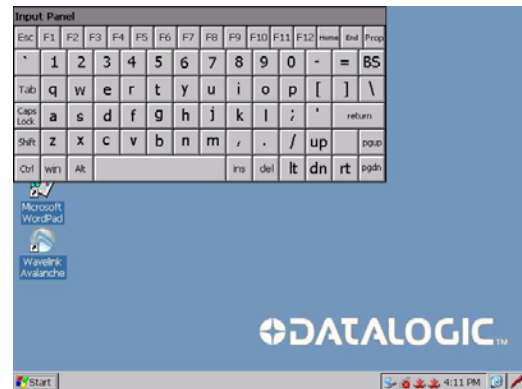 Input Panel
Esc F1 F2 F3 F4 F5 F6 F7 F8 F9 F10 F11 F12 Home End Prop
` 1 2 3 4 5 6 7 8 9 0 - = BS
Tab q w e r t y u i o p [ ] \
Caps Lock a s d f g h j k l ; ' return
Shift z x c v b n m , . / up pgup
Ctrl win Alt ins del lt dn rt pgdn
Microsoft
WordPad
Wavelink
Avalanche
DATALOGIC™
Start 4:11 PM